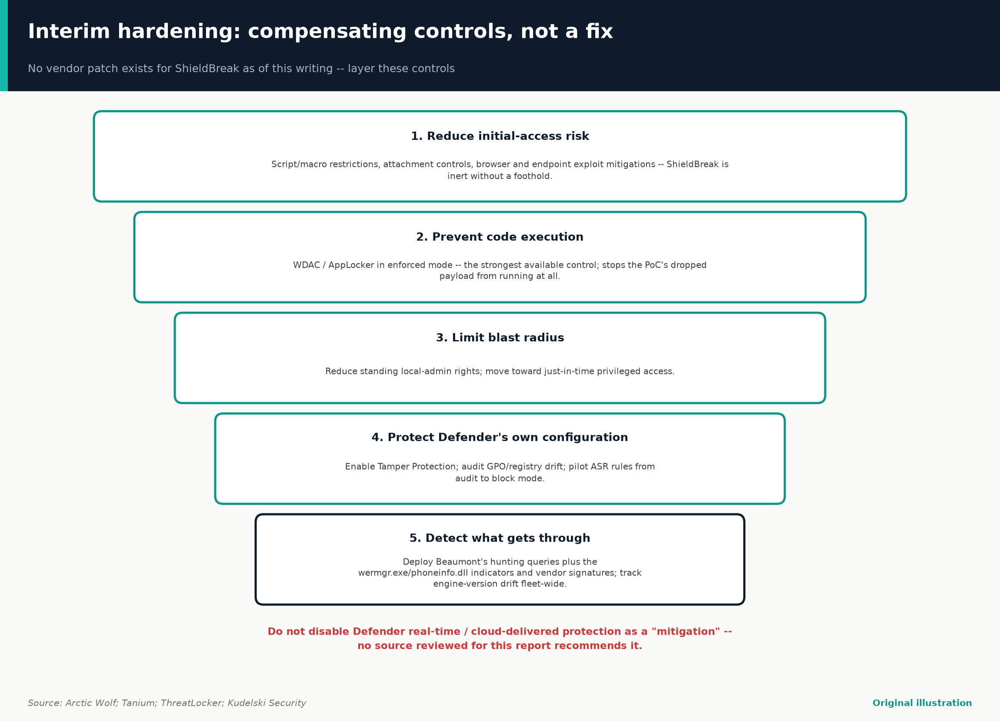 Interim hardening: compensating controls, not a fix
No vendor patch exists for ShieldBreak as of this writing -- layer these controls
1. Reduce initial-access risk
Script/macro restrictions, attachment controls, browser and endpoint exploit mitigations -- ShieldBreak is
inert without a foothold.
2. Prevent code execution
WDAC / AppLocker in enforced mode -- the strongest available control; stops the PoC's dropped
payload from running at all.
3. Limit blast radius
Reduce standing local-admin rights; move toward just-in-time privileged access.
4. Protect Defender's own configuration
Enable Tamper Protection; audit GPO/registry drift; pilot ASR rules from
audit to block mode.
5. Detect what gets through
Deploy Beaumont's hunting queries plus the
wermgr.exe/phoneinfo.dll indicators and vendor signatures; track
engine-version drift fleet-wide.
Do not disable Defender real-time / cloud-delivered protection as a "mitigation" --
no source reviewed for this report recommends it.
Source: Arctic Wolf; Tanium; ThreatLocker; Kudelski Security
Original illustration